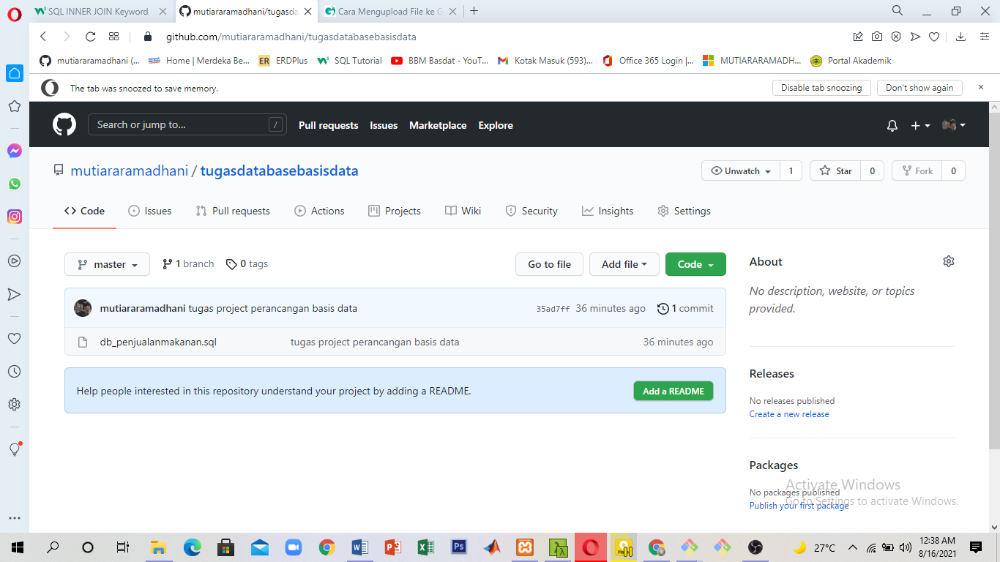 SQL INNER JOIN Keyword
mutiararamadhani/tugasda
Cara Mengupload File ke G
github.com/mutiararamadhani/tugasdatabasebasisdata
mutiararamadhani (... Home | Merdeka Be... ER ERDPlus SQL Tutorial BBM Basdat - YouT... Kotak Masuk (593)... Office 365 Login |... MUTIARARAMADH... Portal Akademik
The tab was snoozed to save memory. Disable tab snoozing Don't show again
Search or jump to... / Pull requests Issues Marketplace Explore
mutiararamadhani / tugasdatabasebasisdata Unwatch 1 Star 0 Fork 0
Code Issues Pull requests Actions Projects Wiki Security Insights Settings
master 1 branch 0 tags Go to file Add file Code
mutiararamadhani tugas project perancangan basis data 35ad7ff 36 minutes ago 1 commit
db_penjualanmakanan.sql tugas project perancangan basis data 36 minutes ago
Help people interested in this repository understand your project by adding a README. Add a README
About
No description, website, or topics
provided.
Releases
No releases published
Create a new release
Packages
No packages published
Publish your first package
Activate Windows
Go to Settings to activate Windows.
27°C
12:38 AM
8/16/2021